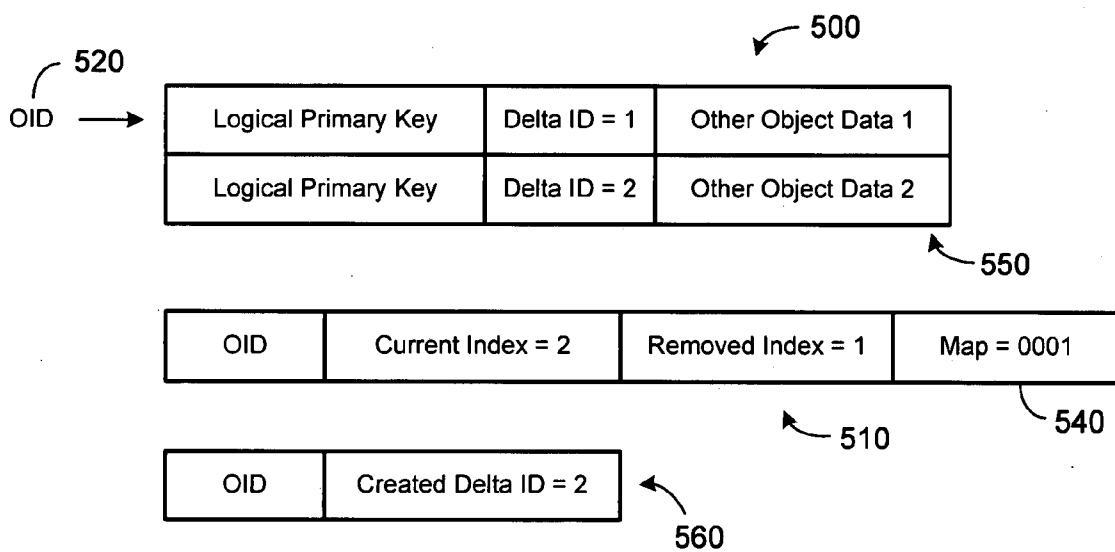 500
520
OID
Logical Primary Key Delta ID = 1 Other Object Data 1
Logical Primary Key Delta ID = 2 Other Object Data 2
550
OID Current Index = 2 Removed Index = 1 Map = 0001
510
540
OID Created Delta ID = 2
560